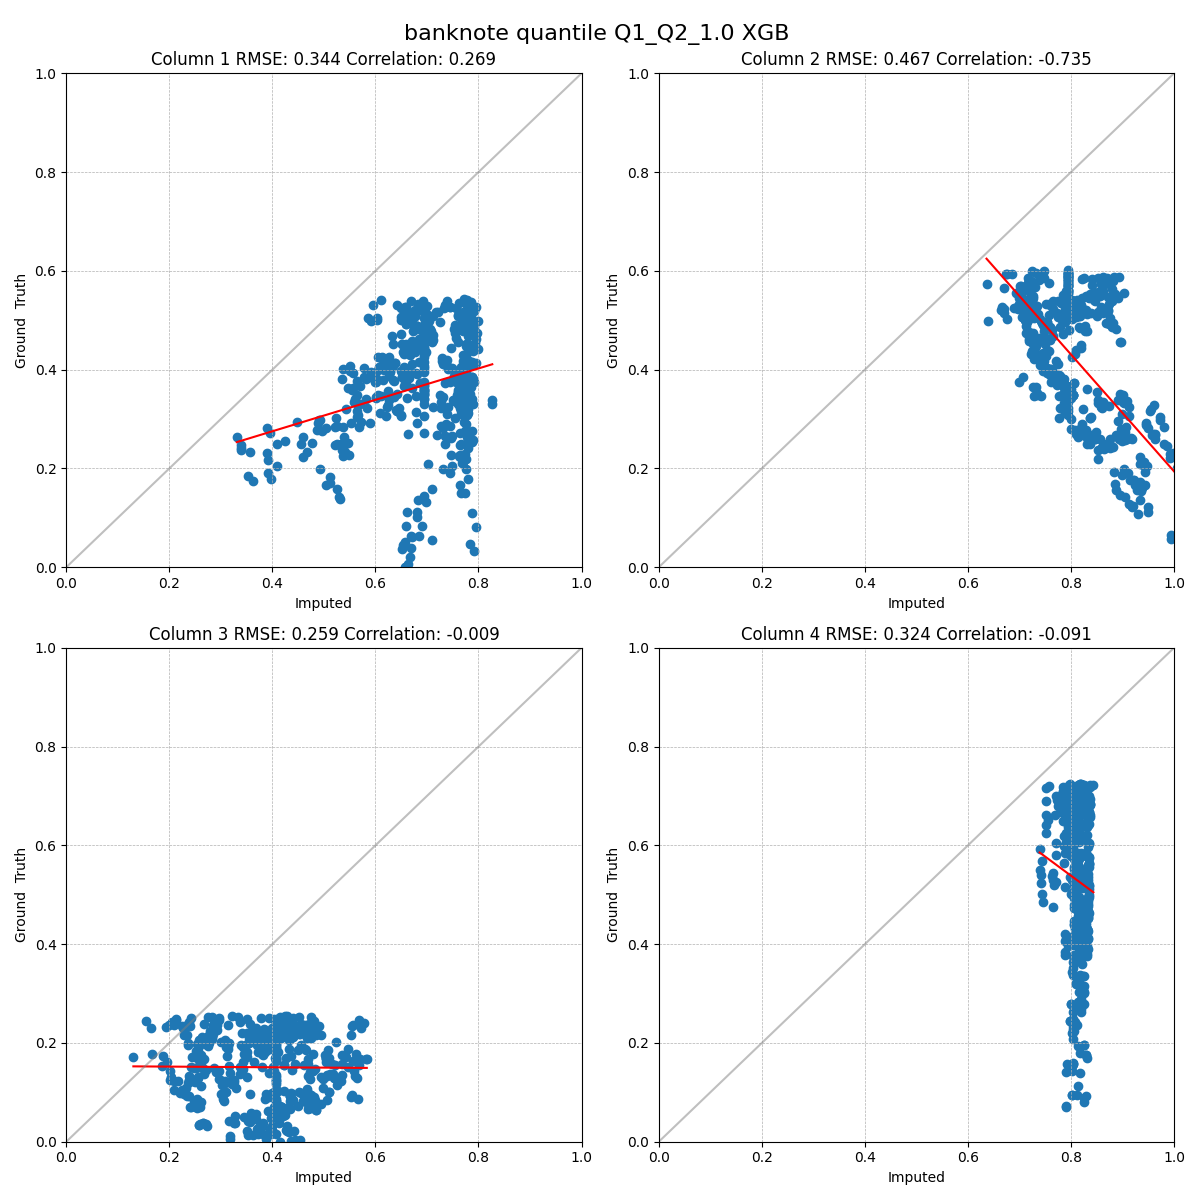 banknote quantile Q1_Q2_1.0 XGB
Column 1 RMSE: 0.344 Correlation: 0.269
1.0
0.8
0.6
0.4
0.2
0.0
0.0 0.2 0.4 0.6 0.8 1.0
Ground Truth
Imputed
Column 2 RMSE: 0.467 Correlation: -0.735
1.0
0.8
0.6
0.4
0.2
0.0
0.0 0.2 0.4 0.6 0.8 1.0
Ground Truth
Imputed
Column 3 RMSE: 0.259 Correlation: -0.009
1.0
0.8
0.6
0.4
0.2
0.0
0.0 0.2 0.4 0.6 0.8 1.0
Ground Truth
Imputed
Column 4 RMSE: 0.324 Correlation: -0.091
1.0
0.8
0.6
0.4
0.2
0.0
0.0 0.2 0.4 0.6 0.8 1.0
Ground Truth
Imputed